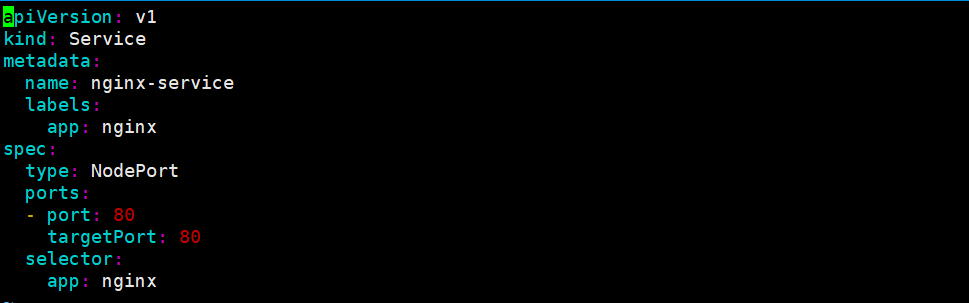 apiVersion: v1
kind: Service
metadata:
  name: nginx-service
  labels:
    app: nginx
spec:
  type: NodePort
  ports:
  - port: 80
    targetPort: 80
  selector:
    app: nginx